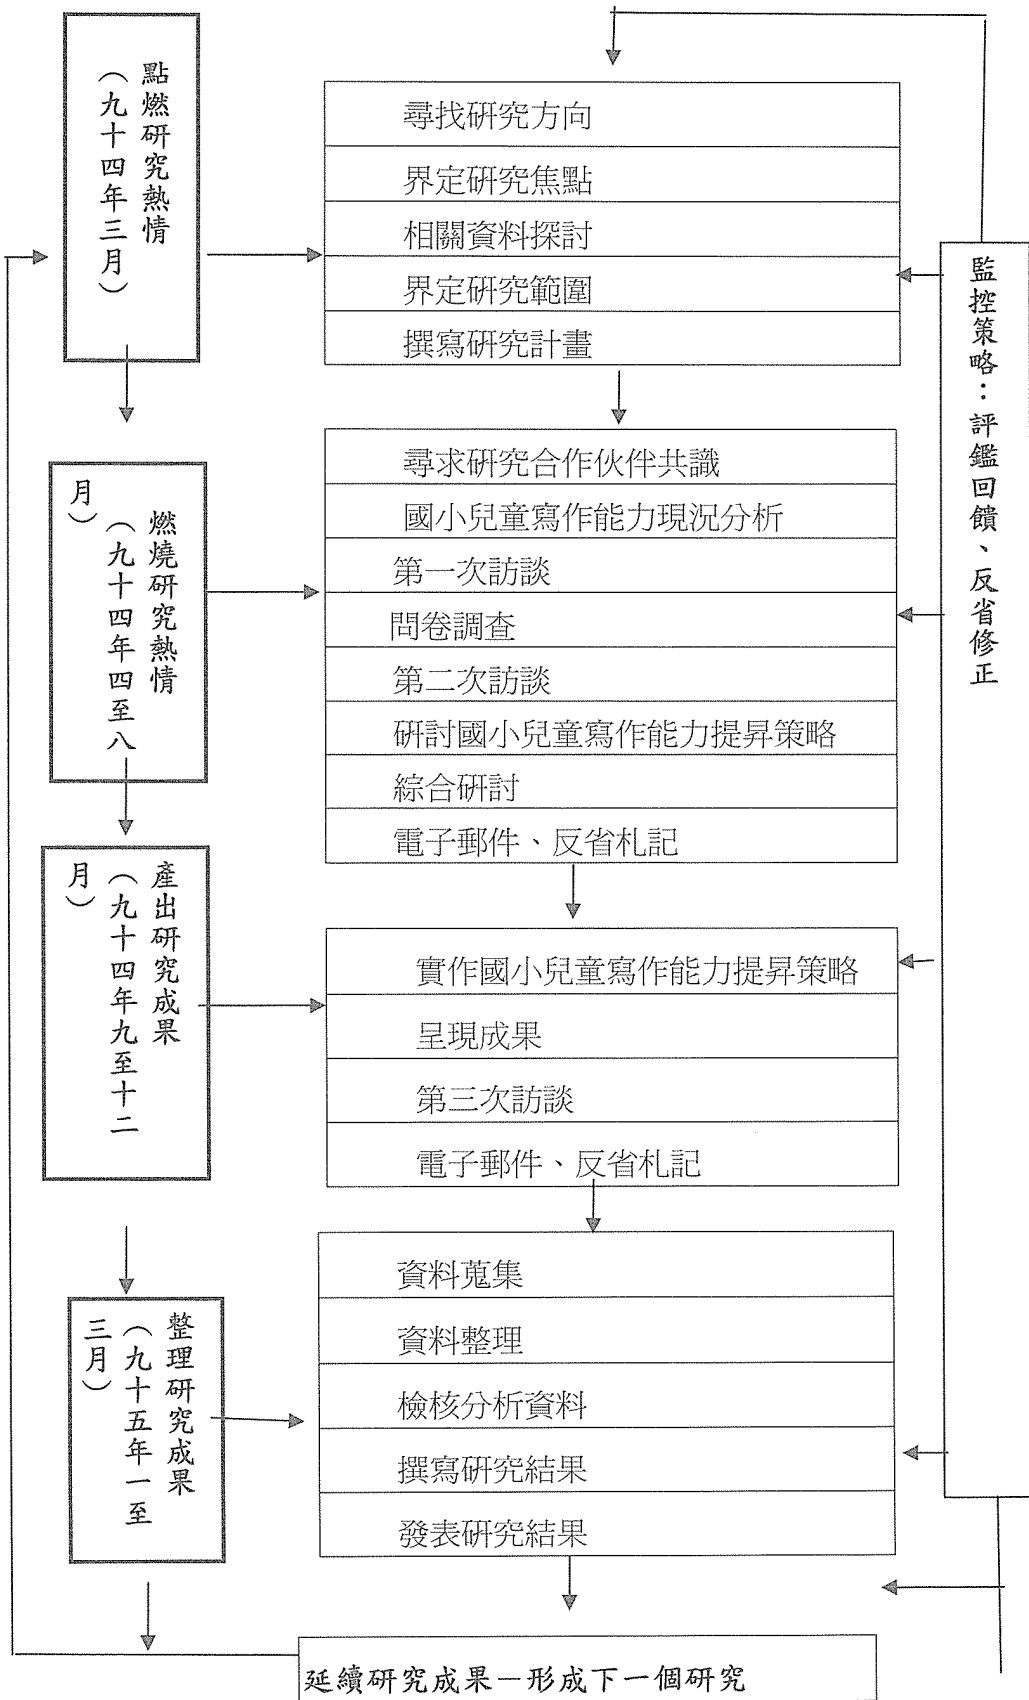 點燃研究熱情
（九十四年三月）
尋找研究方向
界定研究焦點
相關資料探討
界定研究範圍
撰寫研究計畫
燃燒研究熱情
（九十四年四至八
月）
尋求研究合作伙伴共識
國小兒童寫作能力現況分析
第一次訪談
問卷調查
第二次訪談
研討國小兒童寫作能力提昇策略
綜合研討
電子郵件、反省札記
產出研究成果
（九十四年九至十二
月）
實作國小兒童寫作能力提昇策略
呈現成果
第三次訪談
電子郵件、反省札記
整理研究成果
（九十五年一至
三月）
資料蒐集
資料整理
檢核分析資料
撰寫研究結果
發表研究結果
監控策略：評鑑回饋、反省修正
延續研究成果－形成下一個研究